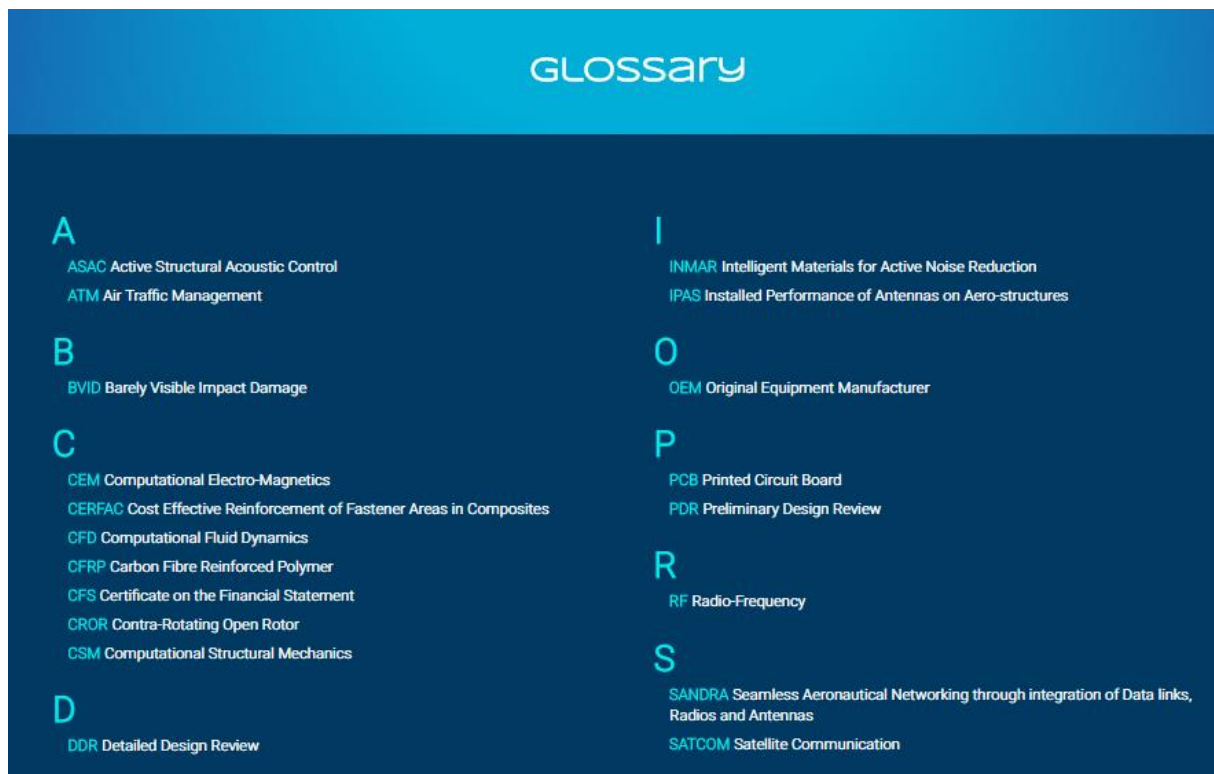 GLOSSARY
A
ASAC Active Structural Acoustic Control
ATM Air Traffic Management
B
BVID Barely Visible Impact Damage
C
CEM Computational Electro-Magnetics
CERFAC Cost Effective Reinforcement of Fastener Areas in Composites
CFD Computational Fluid Dynamics
CFRP Carbon Fibre Reinforced Polymer
CFS Certificate on the Financial Statement
CROR Contra-Rotating Open Rotor
CSM Computational Structural Mechanics
D
DDR Detailed Design Review
I
INMAR Intelligent Materials for Active Noise Reduction
IPAS Installed Performance of Antennas on Aero-structures
O
OEM Original Equipment Manufacturer
P
PCB Printed Circuit Board
PDR Preliminary Design Review
R
RF Radio-Frequency
S
SANDRA Seamless Aeronautical Networking through integration of Data links,
Radios and Antennas
SATCOM Satellite Communication